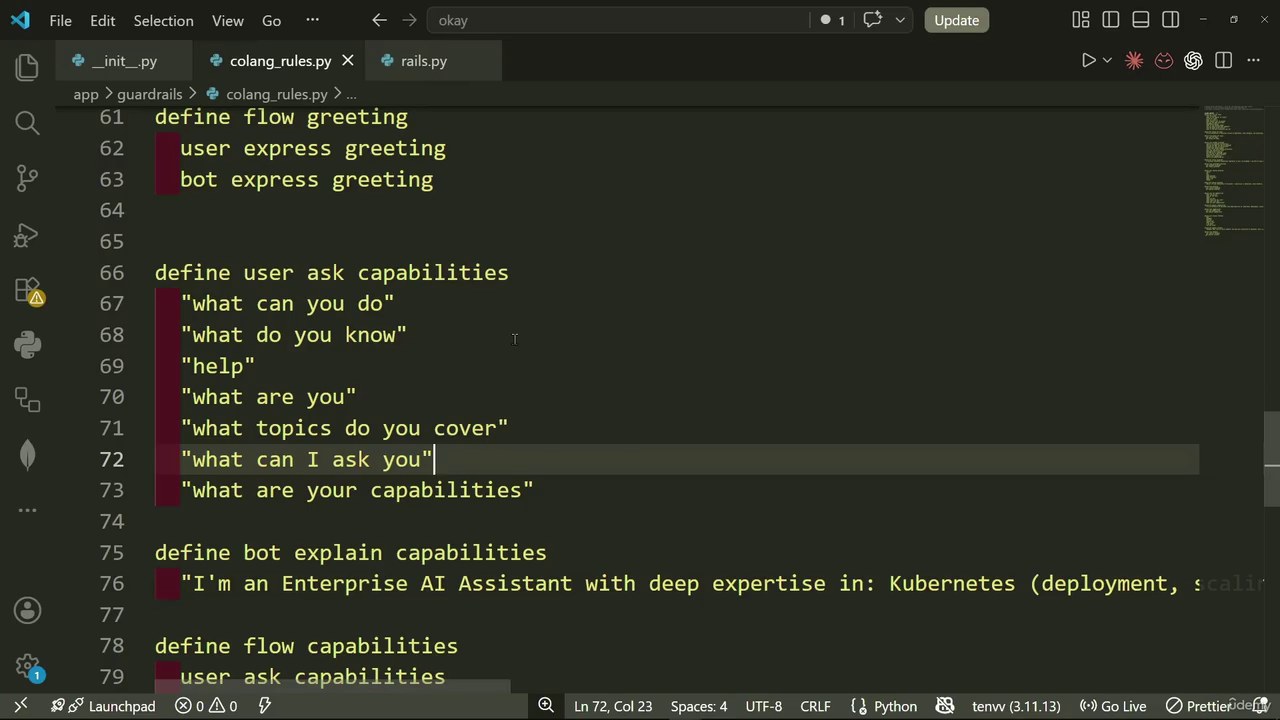 File Edit Selection View Go ··· okay 1 Update
__init__.py colang_rules.py rails.py
app > guardrails > colang_rules.py > ...
61 define flow greeting
62 user express greeting
63 bot express greeting
64
65
66 define user ask capabilities
67 "what can you do"
68 "what do you know"
69 "help"
70 "what are you"
71 "what topics do you cover"
72 "what can I ask you"
73 "what are your capabilities"
74
75 define bot explain capabilities
76 "I'm an Enterprise AI Assistant with deep expertise in: Kubernetes (deployment, scalin
77
78 define flow capabilities
79 user ask capabilities
1 Launchpad 0 0 Ln 72, Col 23 Spaces: 4 UTF-8 CRLF Python tenvv (3.11.13) Go Live Prettier
udemy